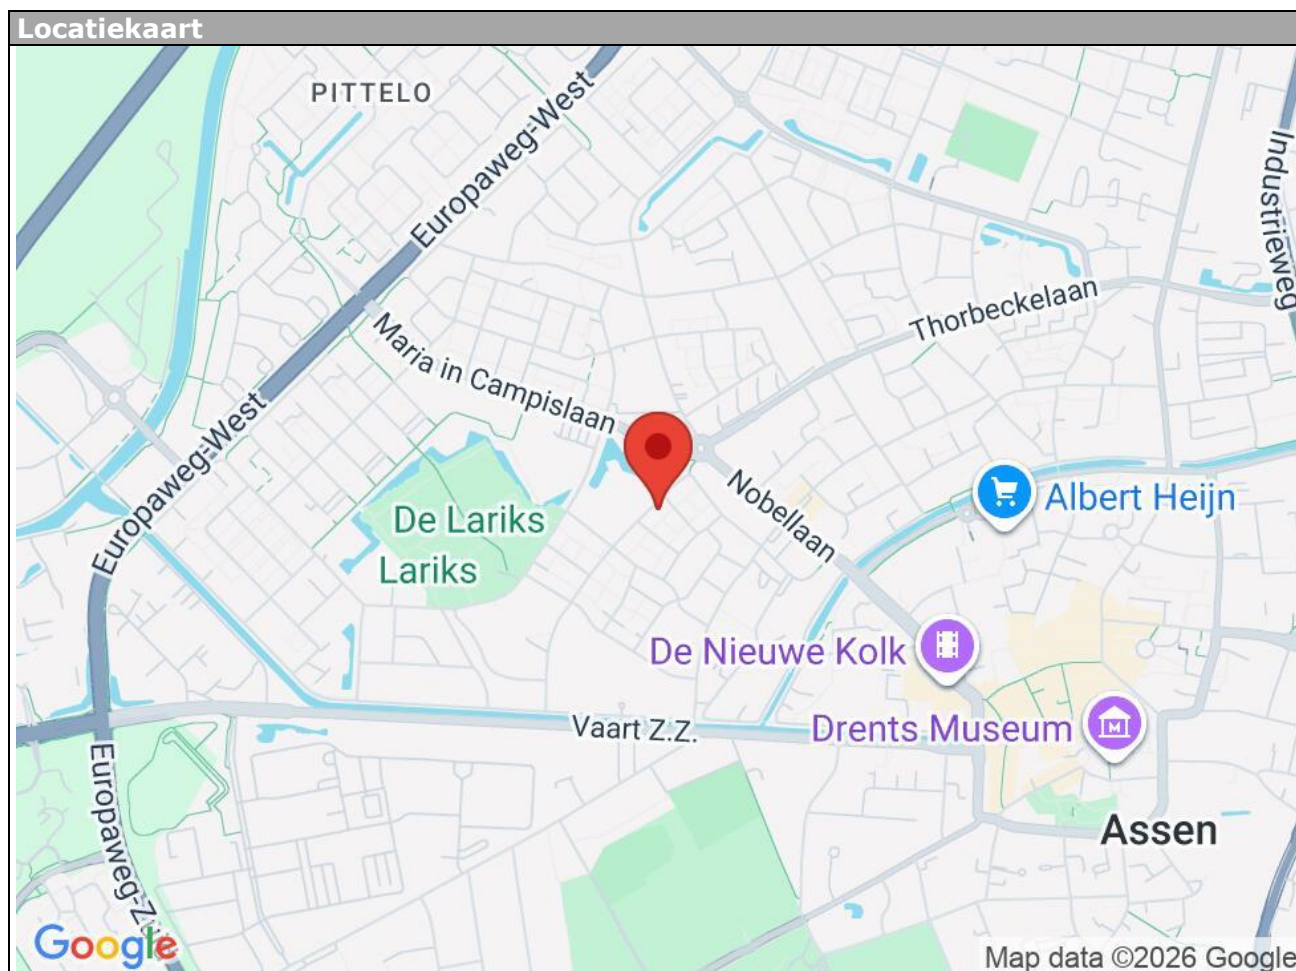 Locatiekaart
PITTELO
Europaweg-West
Industrieweg
Thorbeckelaan
Maria in Campislaan
Europaweg-West
Nobellaan
Albert Heijn
De Lariks
Lariks
De Nieuwe Kolk
Drents Museum
Vaart Z.Z.
Europaweg-Zuid
Assen
Google
Map data ©2026 Google